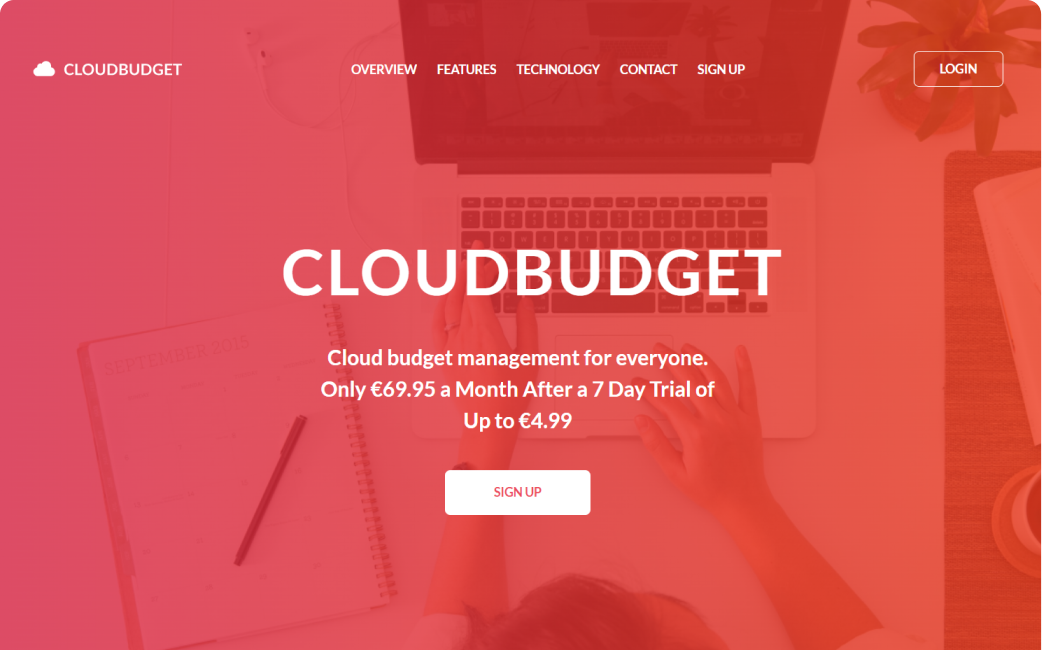 CLOUDBUDGET
OVERVIEW FEATURES TECHNOLOGY CONTACT SIGN UP
LOGIN
CLOUDBUDGET
Cloud budget management for everyone.
Only €69.95 a Month After a 7 Day Trial of
Up to €4.99
SEPTEMBER 2015
SIGN UP